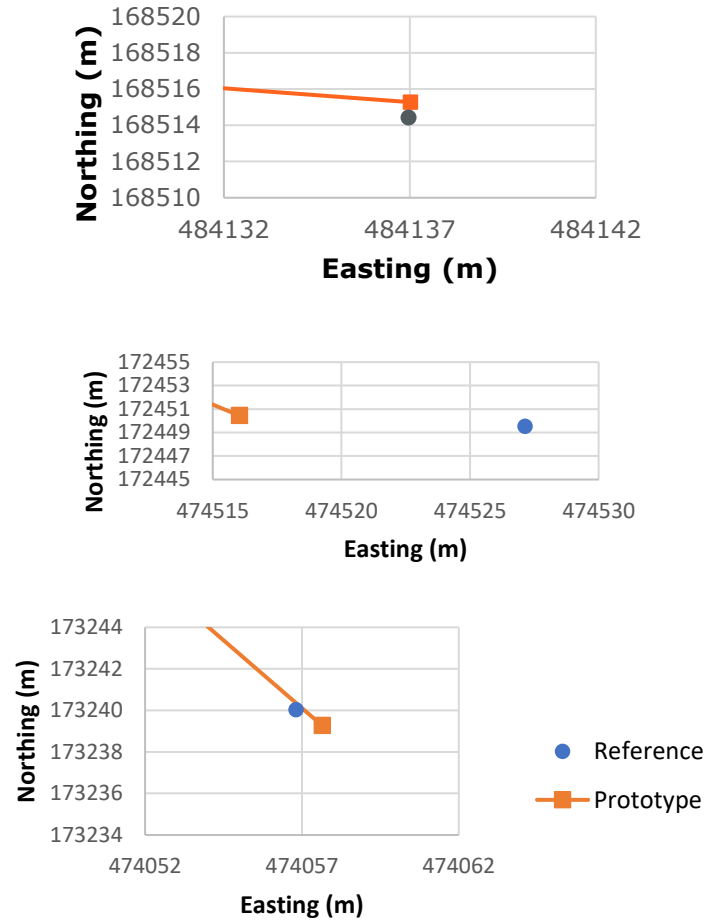 Northing (m)
168520
168518
168516
168514
168512
168510
484132 484137 484142
Easting (m)
Northing (m)
172455
172453
172451
172449
172447
172445
474515 474520 474525 474530
Easting (m)
Northing (m)
173244
173242
173240
173238
173236
173234
474052 474057 474062
Easting (m)
Reference
Prototype